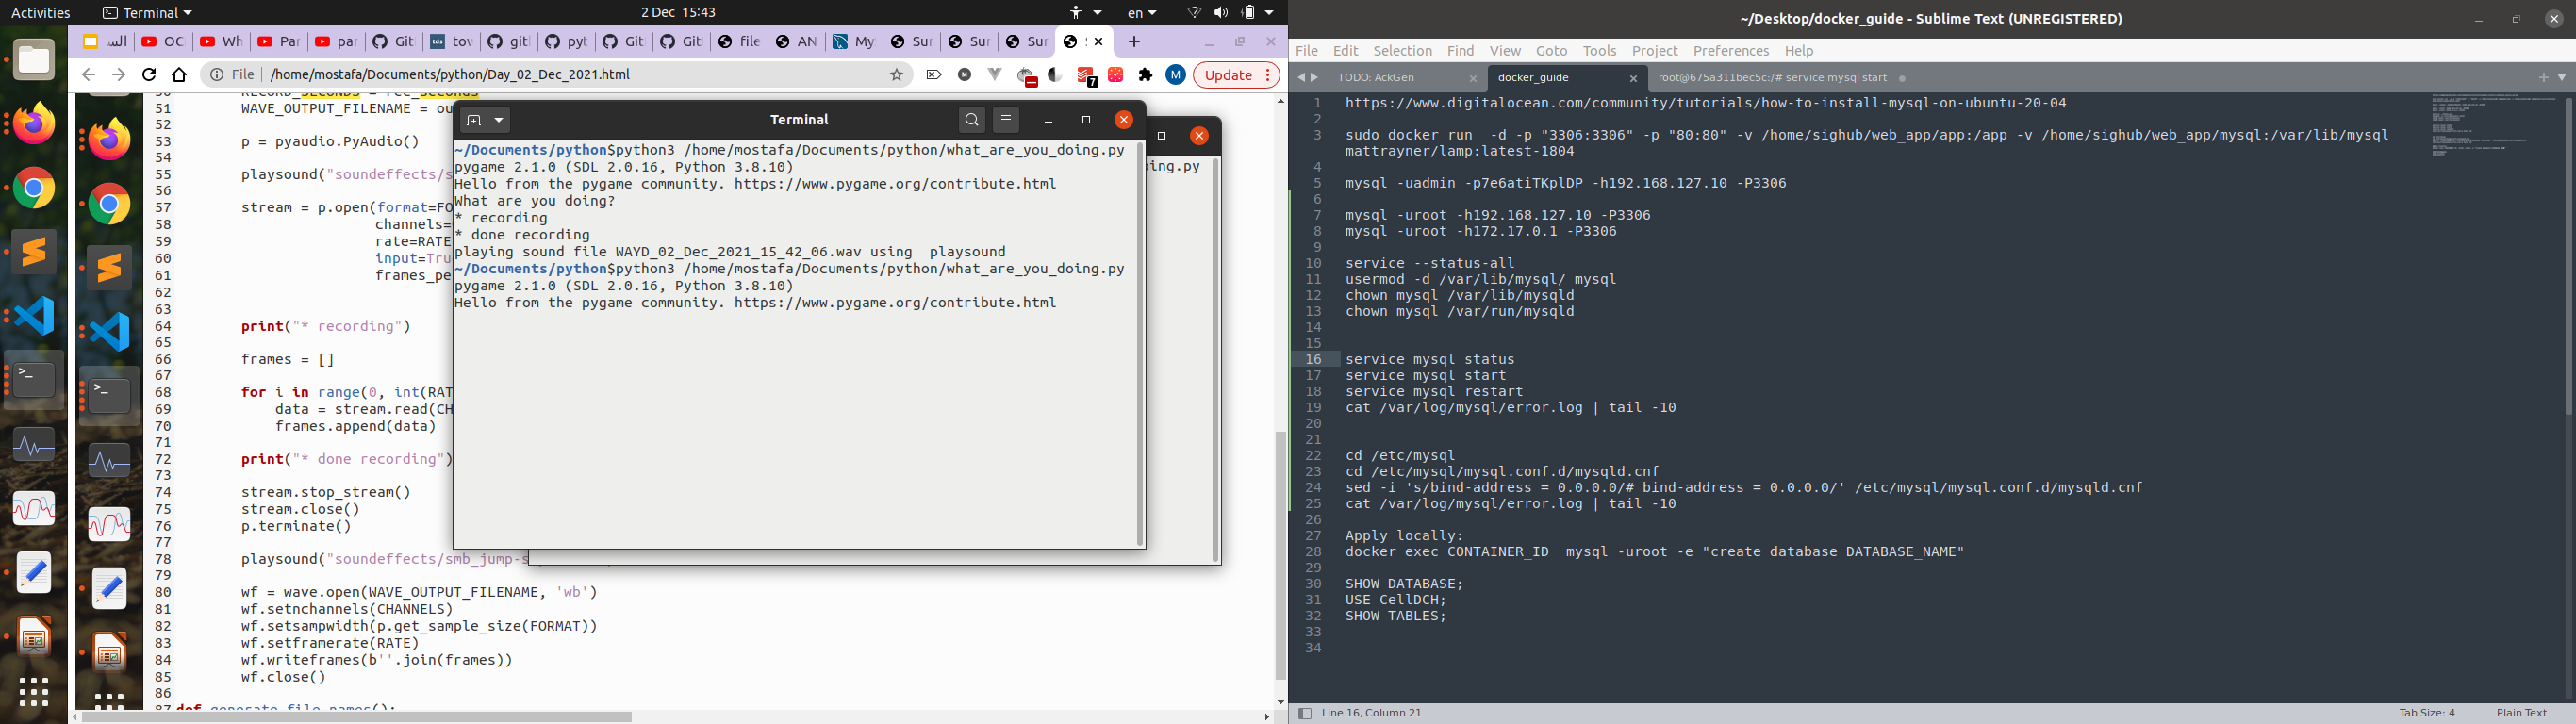 Activities
Terminal
2 Dec 15:43
en
الس
OC
Wh
Par
par
Git
tds
tov
git
pyt
Git
Git
file
AN
My
Sur
Sur
Sur
File
/home/mostafa/Documents/python/Day_02_Dec_2021.html
M
7
M
Update
51 WAVE_OUTPUT_FILENAME = ou
52
53 p = pyaudio.PyAudio()
54
55 playsound("soundeffects/s
56
57 stream = p.open(format=FO
58 channels=
59 rate=RATE
60 input=Tru
61 frames_pe
62
63
64 print("* recording")
65
66 frames = []
67
68 for i in range(0, int(RAT
69 data = stream.read(CH
70 frames.append(data)
71
72 print("* done recording")
73
74 stream.stop_stream()
75 stream.close()
76 p.terminate()
77
78 playsound("soundeffects/smb_jump-s
79
80 wf = wave.open(WAVE_OUTPUT_FILENAME, 'wb')
81 wf.setnchannels(CHANNELS)
82 wf.setsampwidth(p.get_sample_size(FORMAT))
83 wf.setframerate(RATE)
84 wf.writeframes(b''.join(frames))
85 wf.close()
86
87 def generate_file_names():
Terminal
~/Documents/python$python3 /home/mostafa/Documents/python/what_are_you_doing.py
pygame 2.1.0 (SDL 2.0.16, Python 3.8.10)
Hello from the pygame community. https://www.pygame.org/contribute.html
What are you doing?
* recording
* done recording
playing sound file WAYD_02_Dec_2021_15_42_06.wav using  playsound
~/Documents/python$python3 /home/mostafa/Documents/python/what_are_you_doing.py
pygame 2.1.0 (SDL 2.0.16, Python 3.8.10)
Hello from the pygame community. https://www.pygame.org/contribute.html
oing.py
~/Desktop/docker_guide - Sublime Text (UNREGISTERED)
File Edit Selection Find View Goto Tools Project Preferences Help
TODO: AckGen
docker_guide
root@675a311bec5c:/# service mysql start
1 https://www.digitalocean.com/community/tutorials/how-to-install-mysql-on-ubuntu-20-04
2
3 sudo docker run  -d -p "3306:3306" -p "80:80" -v /home/sighub/web_app/app:/app -v /home/sighub/web_app/mysql:/var/lib/mysql
mattrayner/lamp:latest-1804
4
5 mysql -uadmin -p7e6atiTKplDP -h192.168.127.10 -P3306
6
7 mysql -uroot -h192.168.127.10 -P3306
8 mysql -uroot -h172.17.0.1 -P3306
9
10 service --status-all
11 usermod -d /var/lib/mysql/ mysql
12 chown mysql /var/lib/mysqld
13 chown mysql /var/run/mysqld
14
15
16 service mysql status
17 service mysql start
18 service mysql restart
19 cat /var/log/mysql/error.log | tail -10
20
21
22 cd /etc/mysql
23 cd /etc/mysql/mysql.conf.d/mysqld.cnf
24 sed -i 's/bind-address = 0.0.0.0/# bind-address = 0.0.0.0/' /etc/mysql/mysql.conf.d/mysqld.cnf
25 cat /var/log/mysql/error.log | tail -10
26
27 Apply locally:
28 docker exec CONTAINER_ID  mysql -uroot -e "create database DATABASE_NAME"
29
30 SHOW DATABASE;
31 USE CellDCH;
32 SHOW TABLES;
33
34
Line 16, Column 21
Tab Size: 4
Plain Text